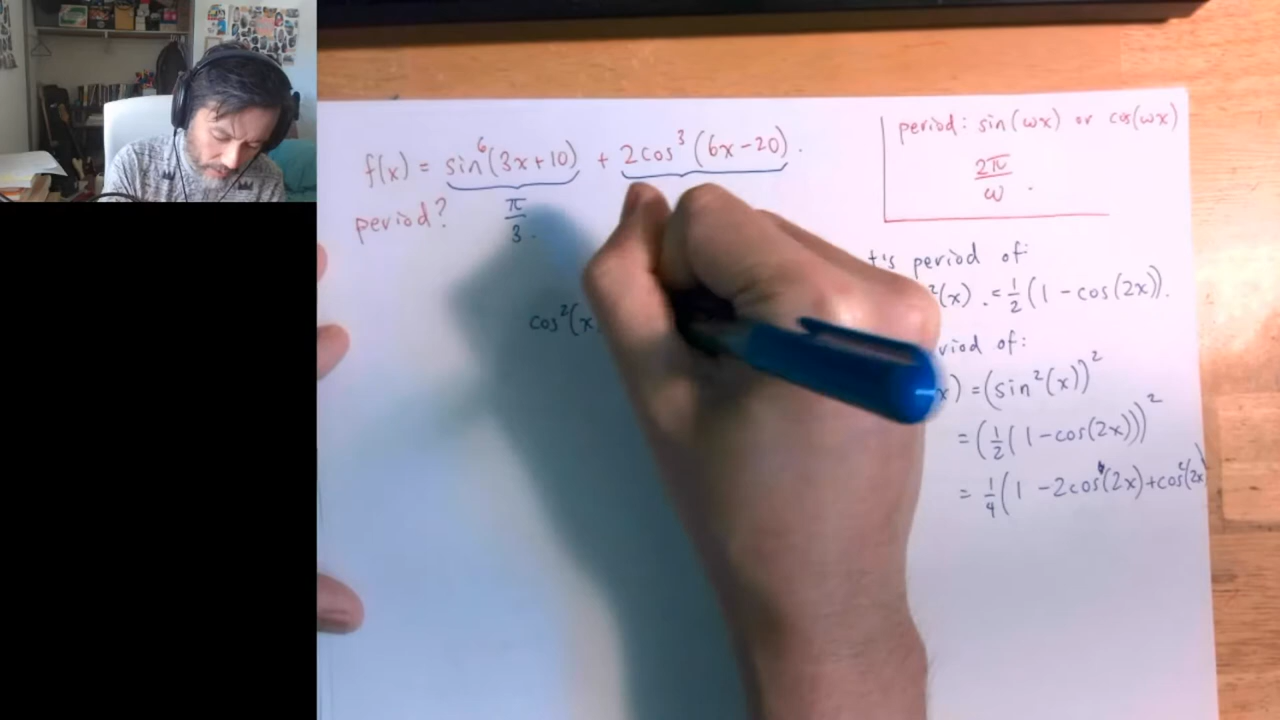 f(x) = sin⁶(3x+10) + 2cos³(6x-20).
period?
π/3.
cos²(x
period: sin(ωx) or cos(ωx)
2π/ω.
t's period of:
²(x). = 1/2(1-cos(2x)).
riod of:
x) = (sin²(x))²
= (1/2(1-cos(2x)))²
= 1/4(1-2cos(2x)+cos²(2x)